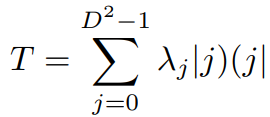 T = \sum_{j=0}^{D^2-1} \lambda_j |j)(j|